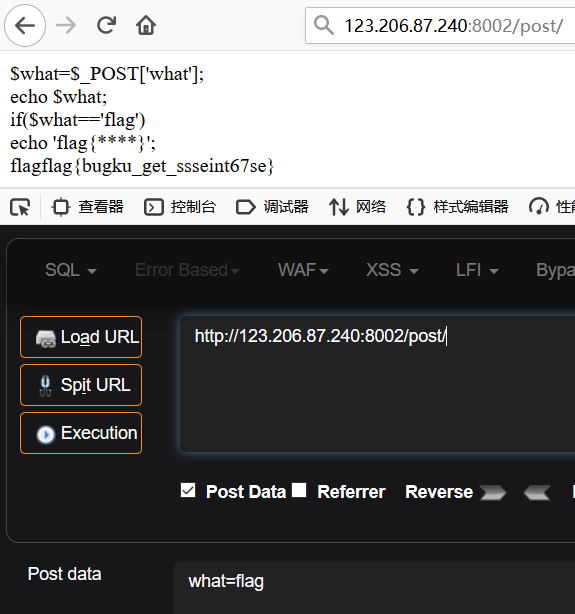 123.206.87.240:8002/post/
$what=$_POST['what'];
echo $what;
if($what=='flag')
echo 'flag{****}';
flagflag{bugku_get_ssseint67se}
查看器 控制台 调试器 网络 {} 样式编辑器
SQL Error Based WAF XSS LFI Bypa
Load URL
http://123.206.87.240:8002/post/
Spit URL
Execution
Post Data Referrer Reverse
Post data
what=flag